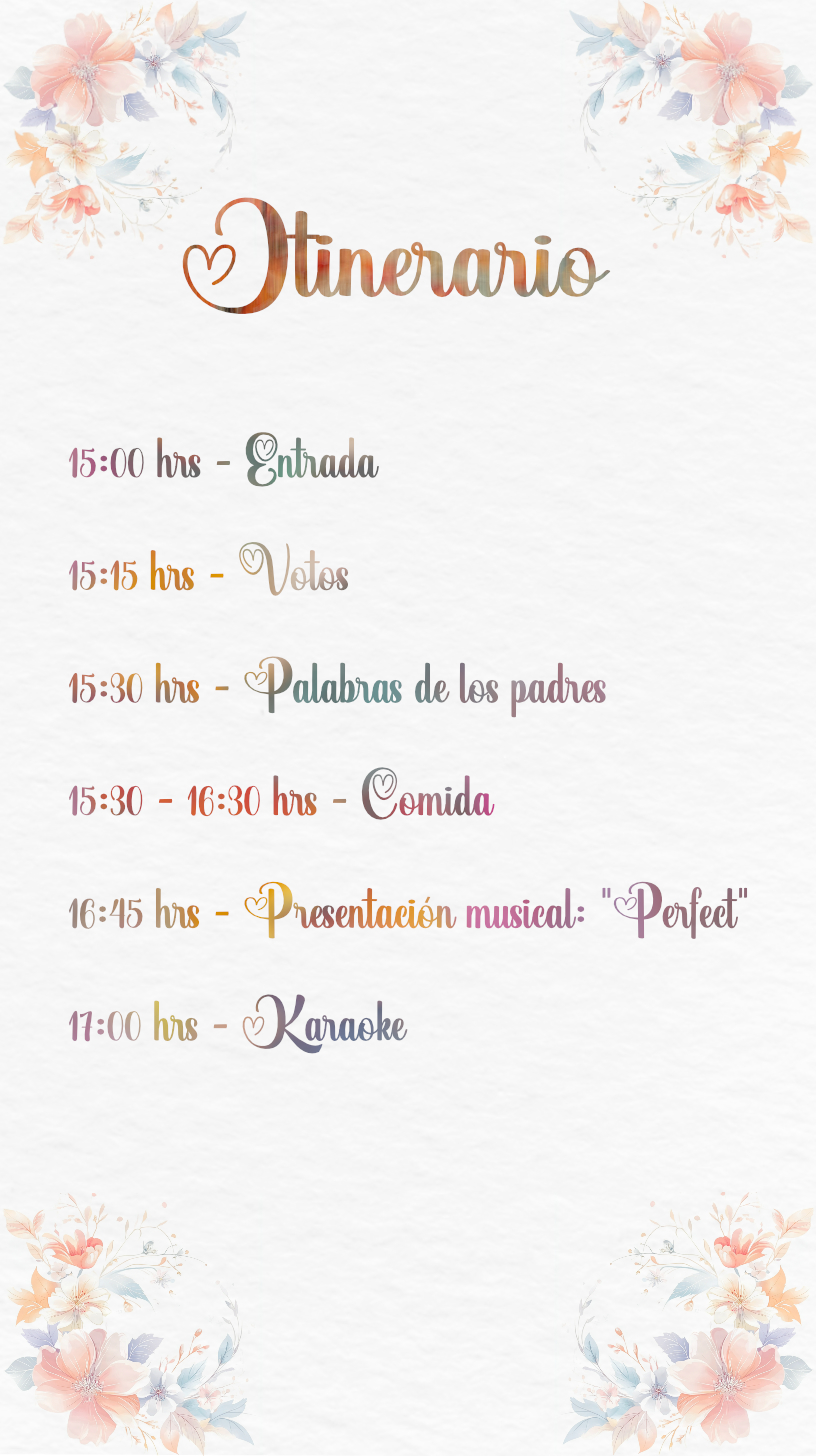 Itinerario
15:00 hrs - Entrada
15:15 hrs - Votos
15:30 hrs - Palabras de los padres
15:30 - 16:30 hrs - Comida
16:45 hrs - Presentación musical: "Perfect"
17:00 hrs - Karaoke